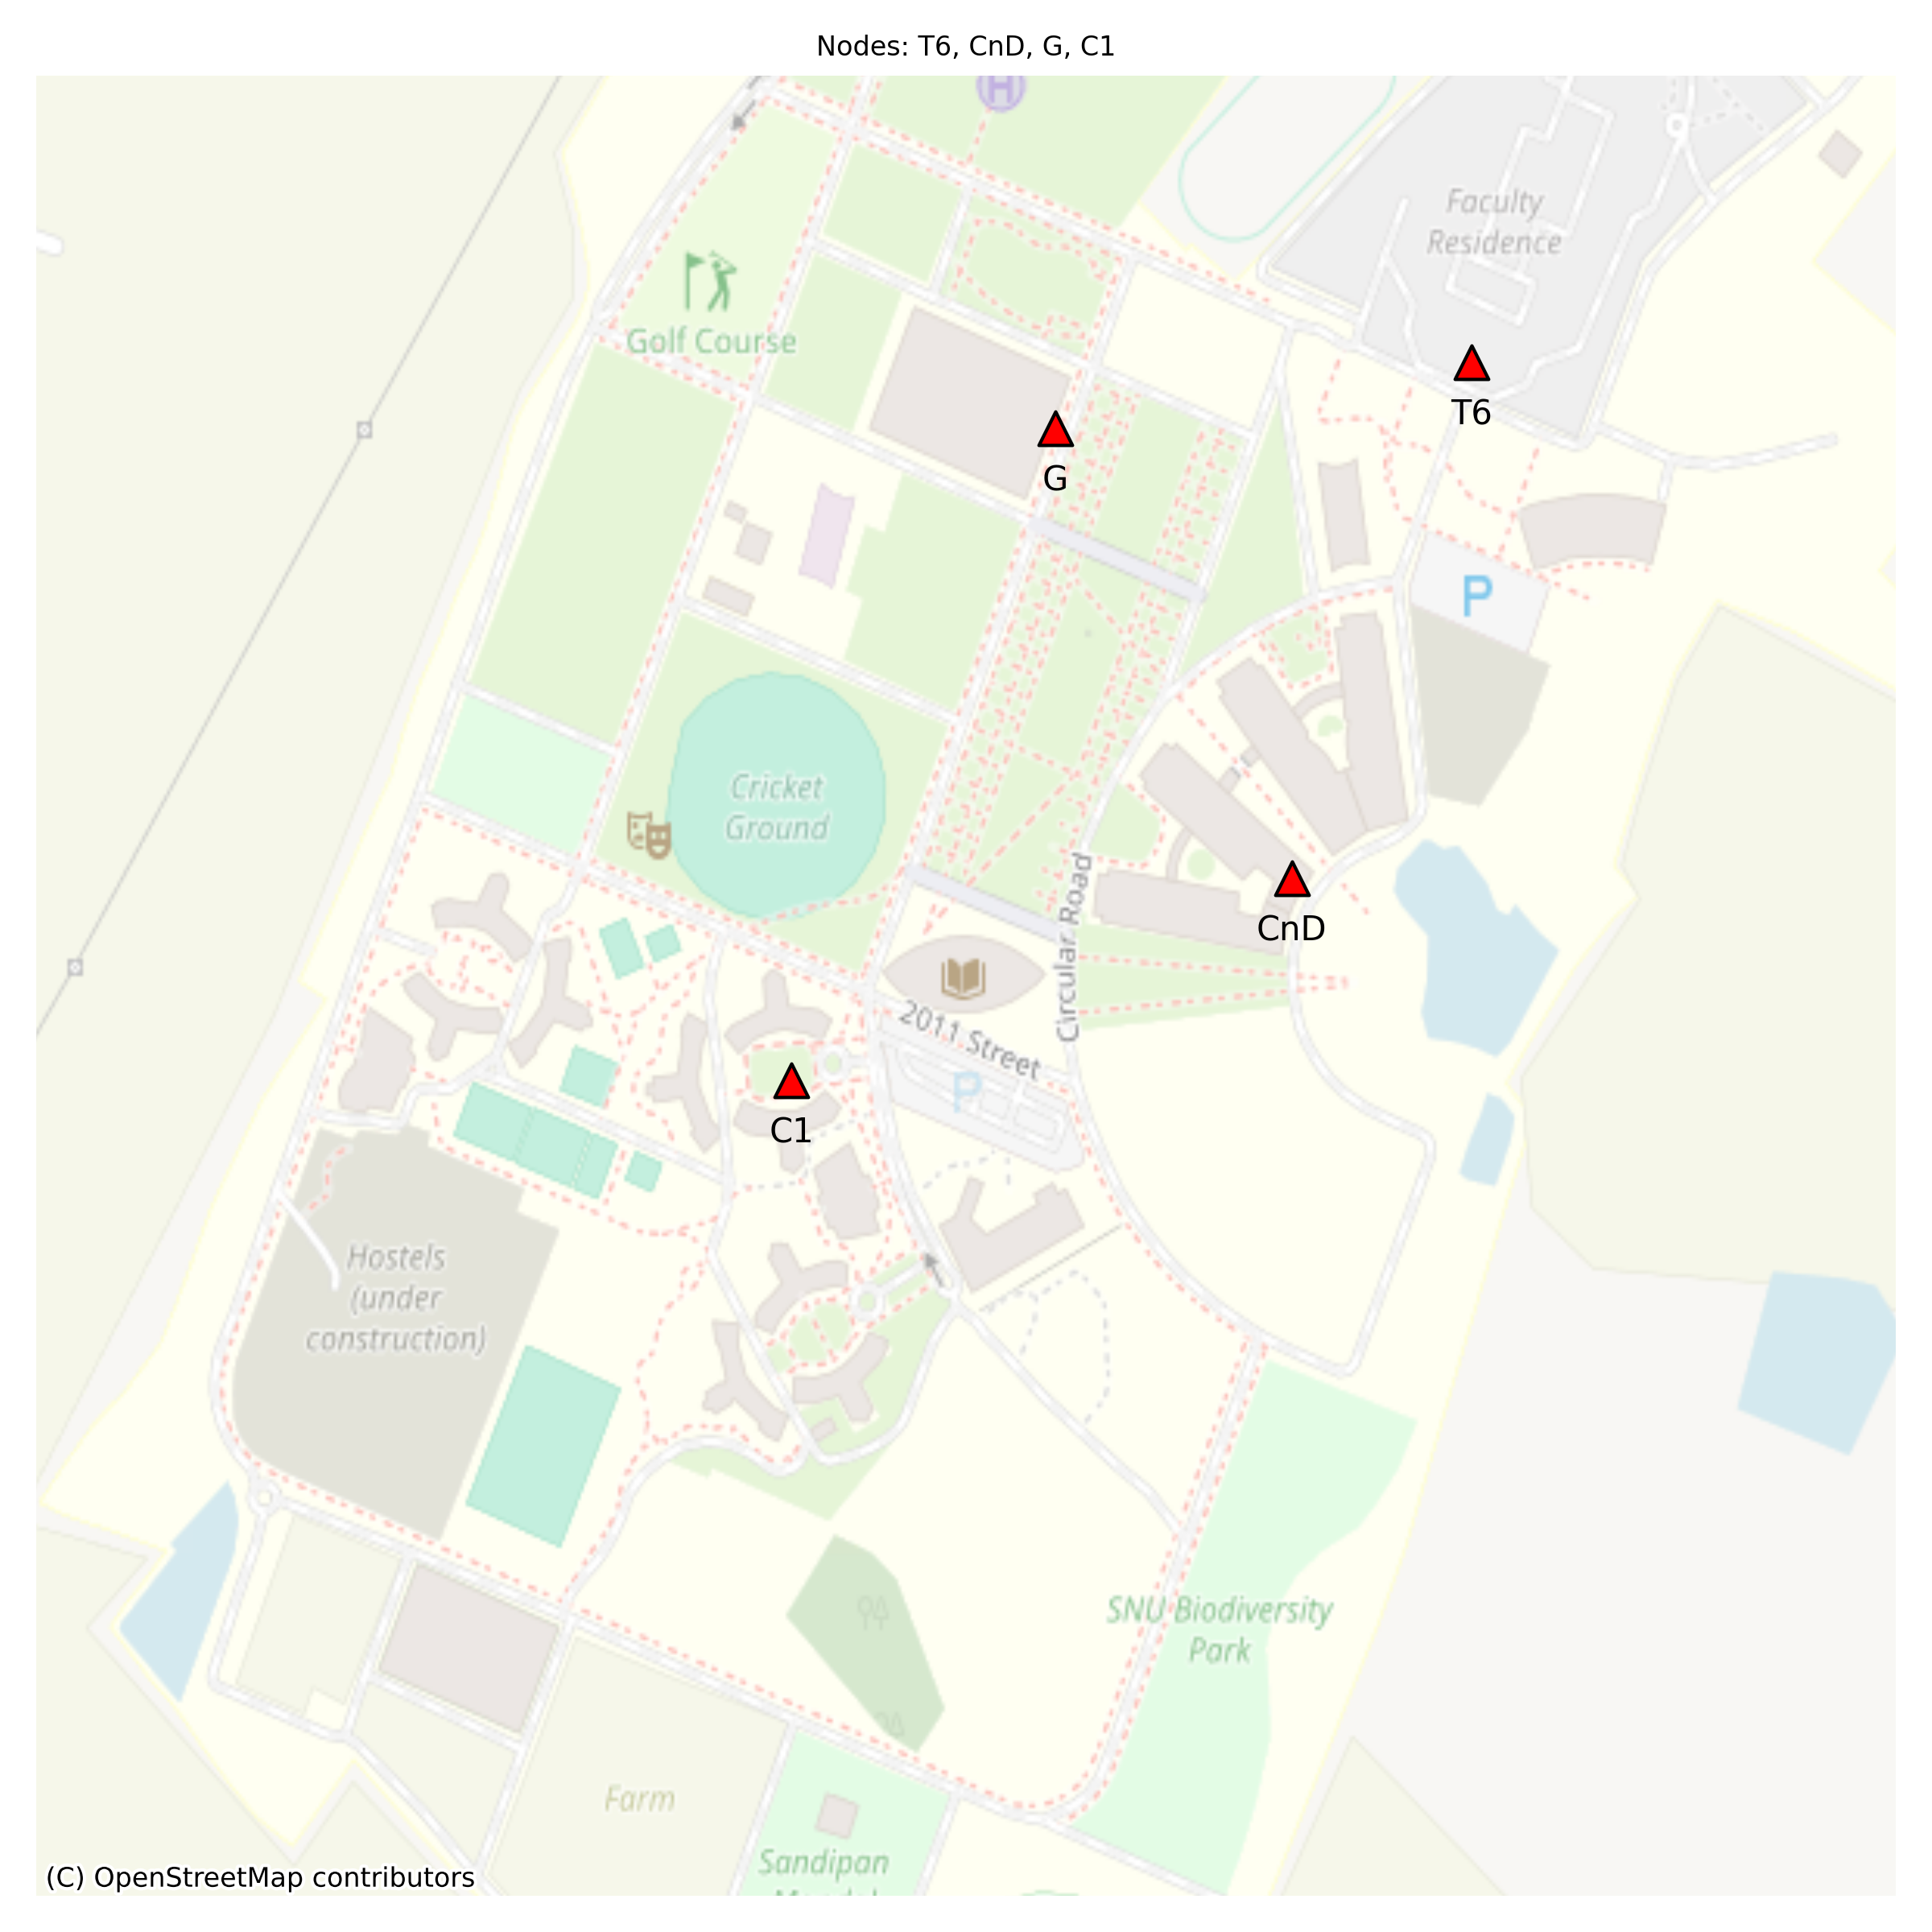 Nodes: T6, CnD, G, C1
H
Faculty
Residence
Golf Course
T6
G
P
Cricket
Ground
CnD
Circular Road
2011 Street
P
C1
Hostels
(under
construction)
SNU Biodiversity
Park
Farm
Sandipan
(C) OpenStreetMap contributors